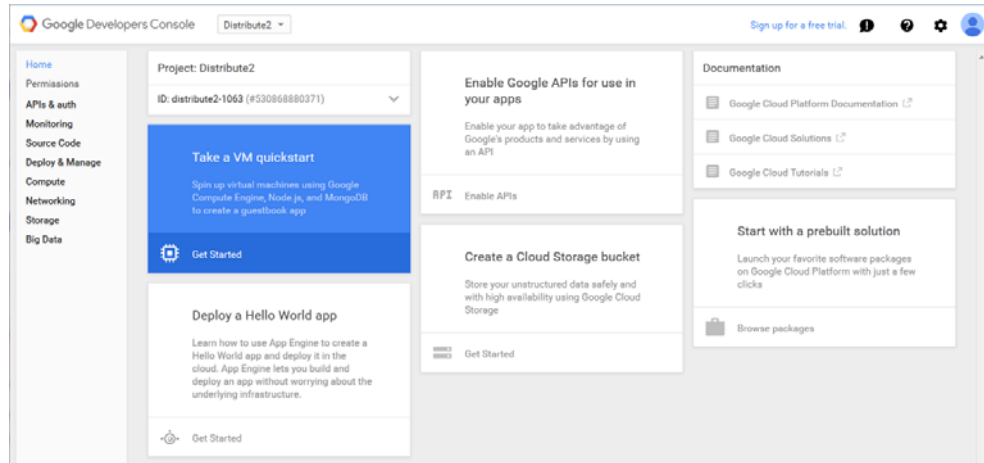 Google Developers Console
Distribute2
Sign up for a free trial.
Home
Permissions
APIs & auth
Monitoring
Source Code
Deploy & Manage
Compute
Networking
Storage
Big Data
Project: Distribute2
ID: distribute2-1063 (#530868880371)
Take a VM quickstart
Spin up virtual machines using Google
Compute Engine, Node.js, and MongoDB
to create a guestbook app
Get Started
Deploy a Hello World app
Learn how to use App Engine to create a
Hello World app and deploy it in the
cloud. App Engine lets you build and
deploy an app without worrying about the
underlying infrastructure.
Get Started
Enable Google APIs for use in
your apps
Enable your app to take advantage of
Google's products and services by using
an API
API Enable APIs
Create a Cloud Storage bucket
Store your unstructured data safely and
with high availability using Google Cloud
Storage
Get Started
Documentation
Google Cloud Platform Documentation
Google Cloud Solutions
Google Cloud Tutorials
Start with a prebuilt solution
Launch your favorite software packages
on Google Cloud Platform with just a few
clicks
Browse packages